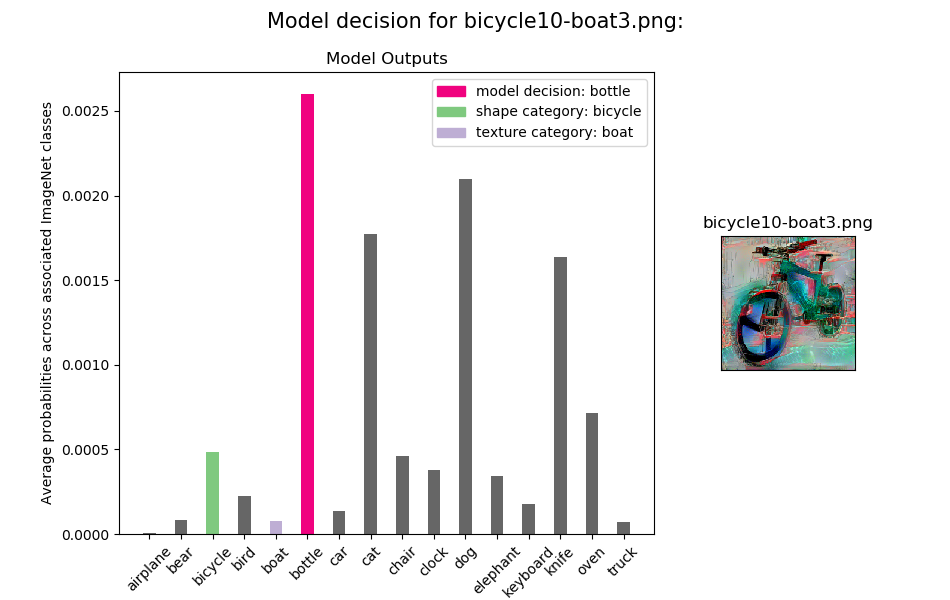 Model decision for bicycle10-boat3.png:
Model Outputs
model decision: bottle
shape category: bicycle
texture category: boat
Average probabilities across associated ImageNet classes
0.0025
0.0020
0.0015
0.0010
0.0005
0.0000
airplane
bear
bicycle
bird
boat
bottle
car
cat
chair
clock
dog
elephant
keyboard
knife
oven
truck
bicycle10-boat3.png